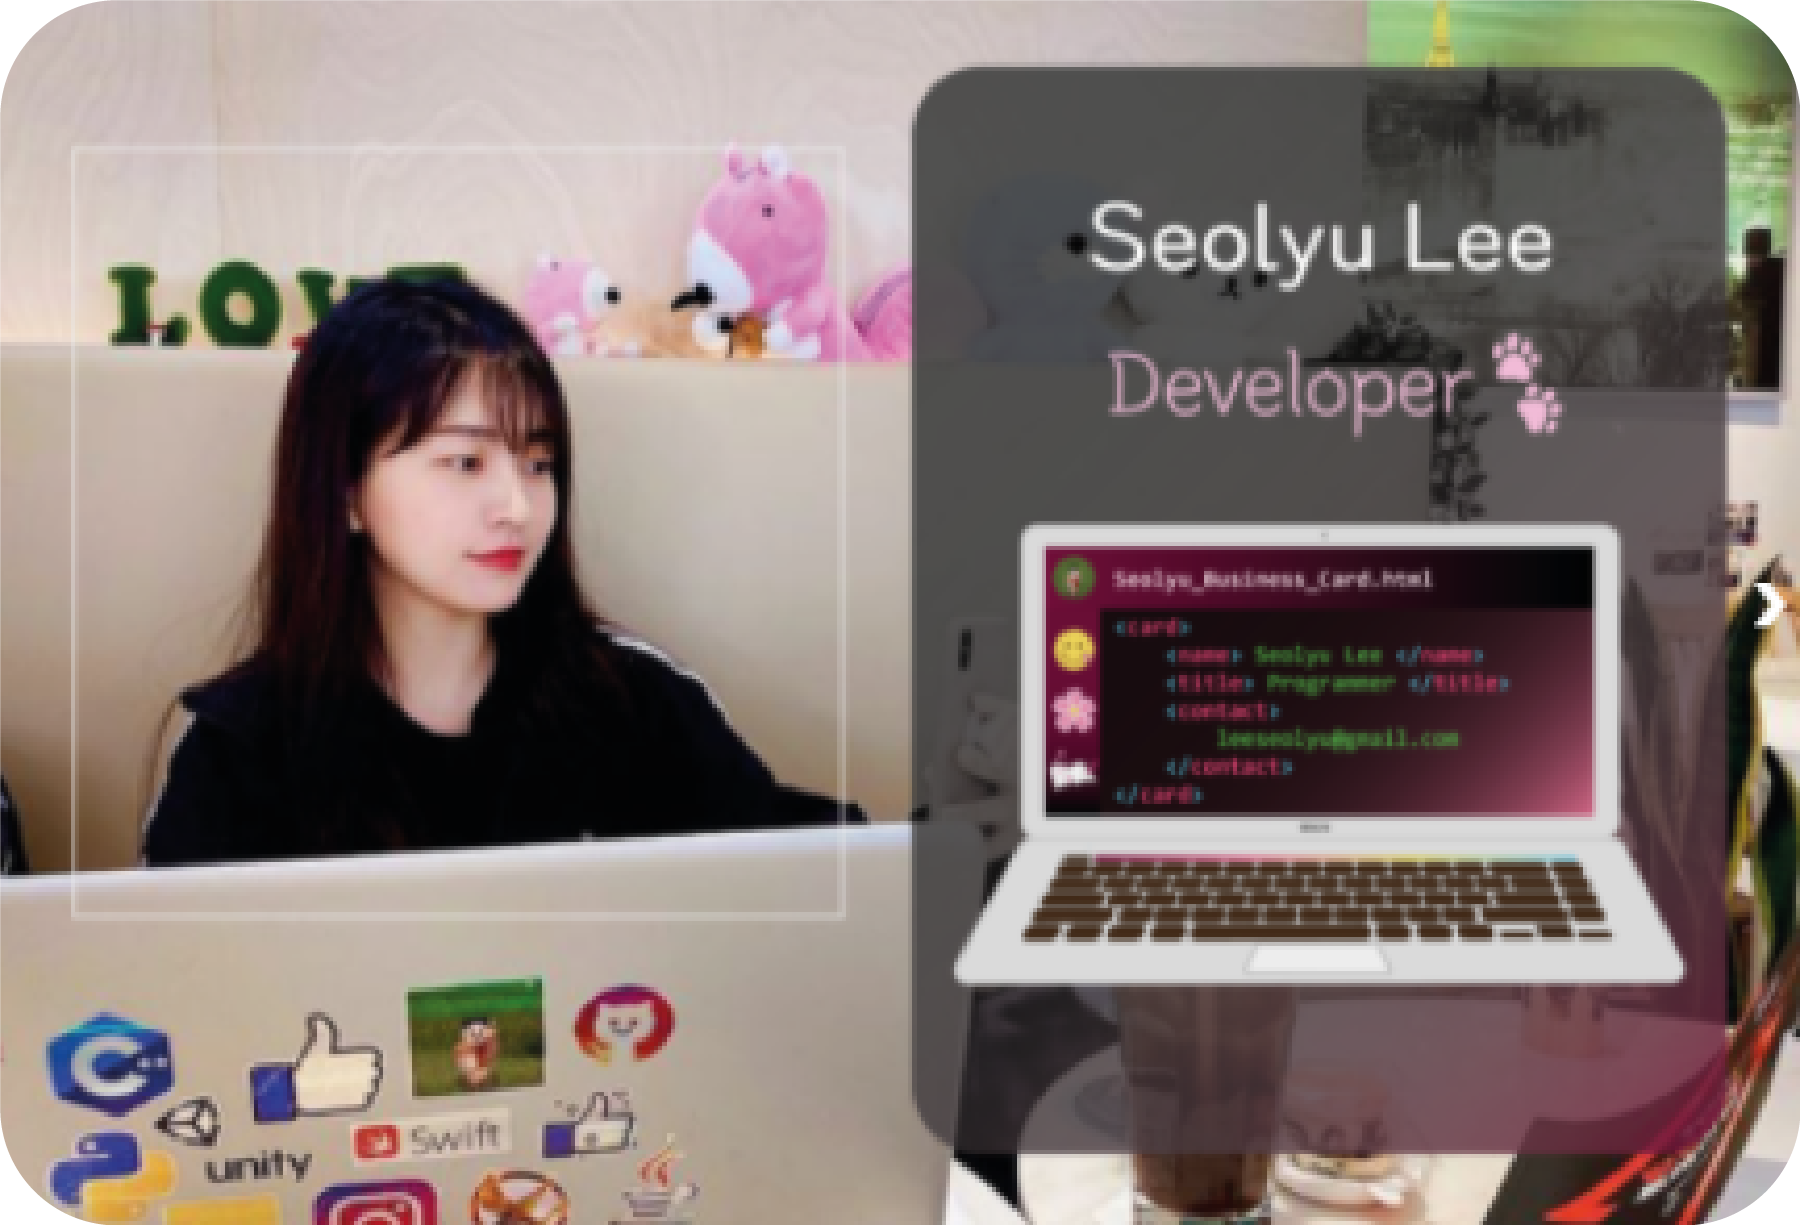 LOV
Seolyu Lee
Developer
Seolyu_Business_Card.html
<card>
<name> Seolyu Lee </name>
<title> Programmer </title>
<contact>
leeseolyu@gmail.com
</contact>
</card>
C++
unity
Swift